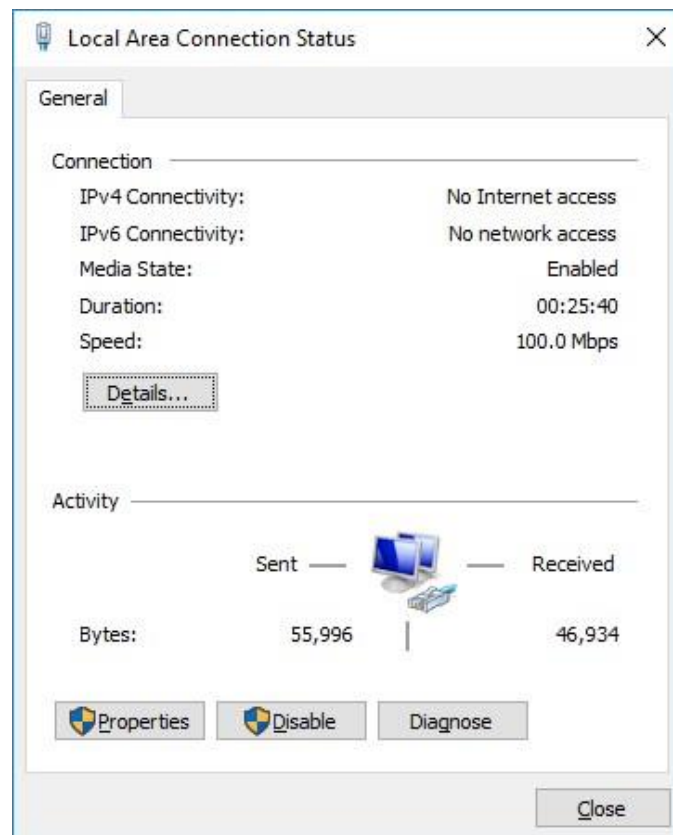 Local Area Connection Status
General
Connection
IPv4 Connectivity: No Internet access
IPv6 Connectivity: No network access
Media State: Enabled
Duration: 00:25:40
Speed: 100.0 Mbps
Details...
Activity
Sent Received
Bytes: 55,996 46,934
Properties Disable Diagnose
Close